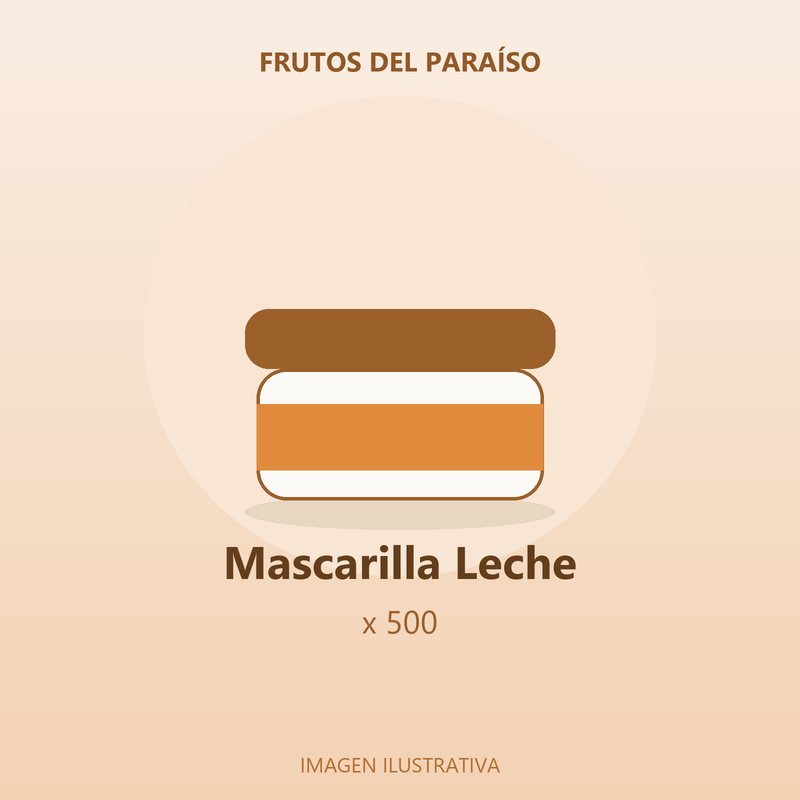 FRUTOS DEL PARAÍSO
Mascarilla Leche
x 500
IMAGEN ILUSTRATIVA